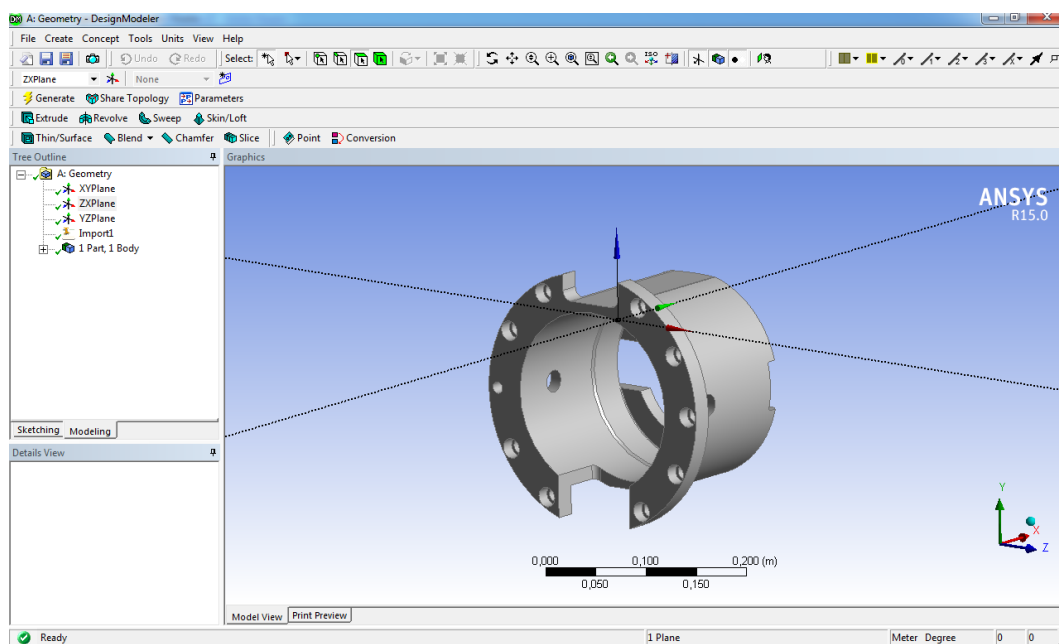 A: Geometry - DesignModeler
File Create Concept Tools Units View Help
Undo Redo Select:
ZXPlane None
Generate Share Topology Parameters
Extrude Revolve Sweep Skin/Loft
Thin/Surface Blend Chamfer Slice Point Conversion
Tree Outline
Graphics
A: Geometry
XYPlane
ZXPlane
YZPlane
Import1
1 Part, 1 Body
ANSYS
R15.0
Sketching Modeling
Details View
Y
X
Z
0,000 0,100 0,200 (m)
0,050 0,150
Model View Print Preview
Ready 1 Plane Meter Degree 0 0